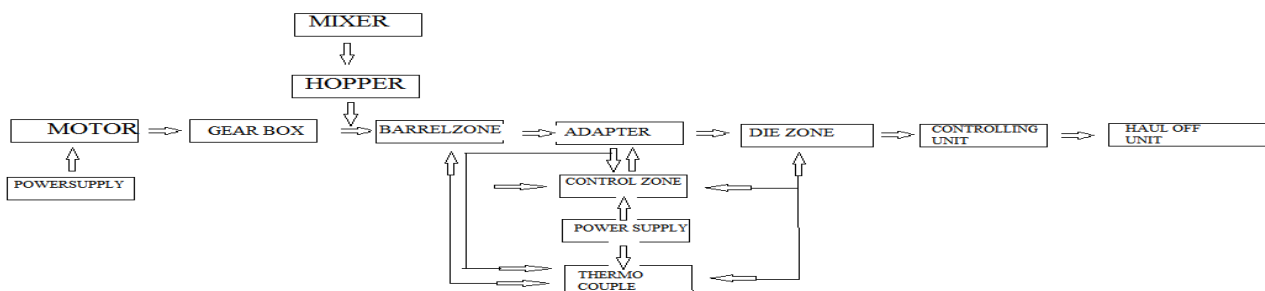 MIXER
HOPPER
MOTOR
GEAR BOX
BARRELZONE
ADAPTER
DIE ZONE
CONTROLLING
UNIT
HAUL OFF
UNIT
POWERSUPPLY
CONTROL ZONE
POWER SUPPLY
THERMO
COUPLE